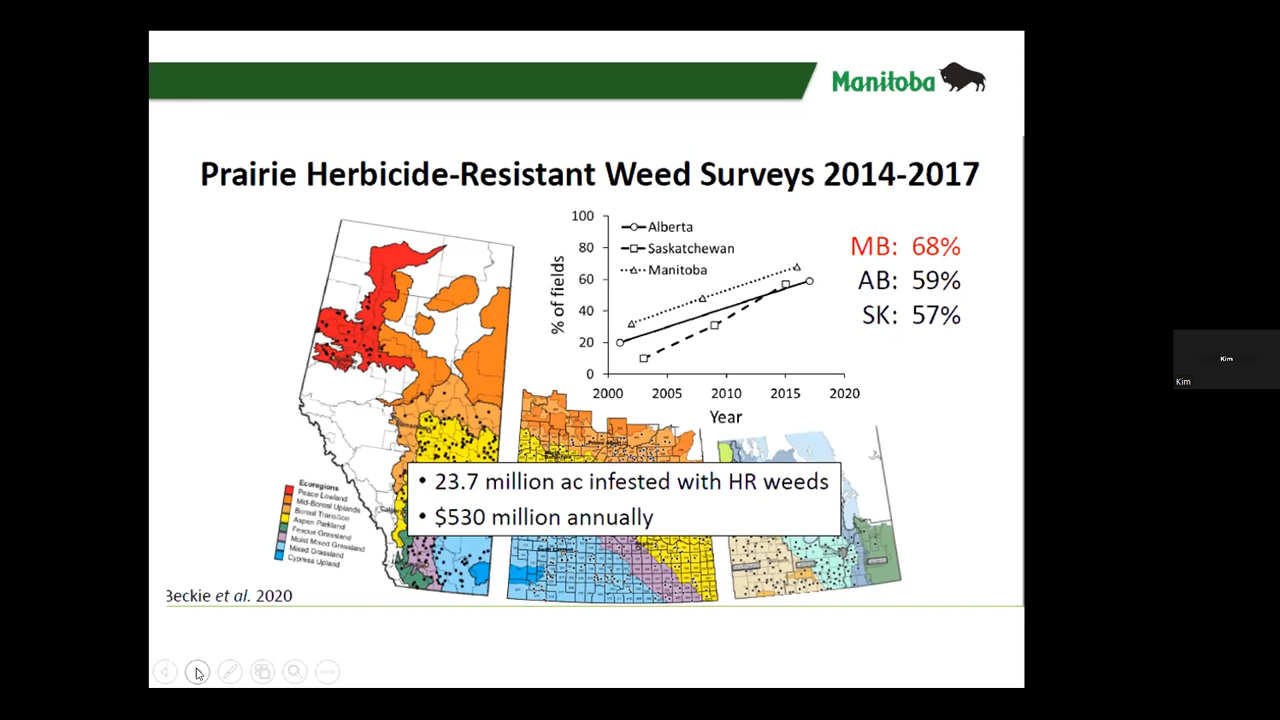 Manitoba
Prairie Herbicide-Resistant Weed Surveys 2014-2017
100
80
60
40
20
0
% of fields
Alberta
Saskatchewan
Manitoba
2000 2005 2010 2015 2020
Year
MB: 68%
AB: 59%
SK: 57%
• 23.7 million ac infested with HR weeds
• $530 million annually
Ecoregions
Peace Lowland
Mid-Boreal Uplands
Boreal Transition
Aspen Parkland
Fescue Grassland
Moist Mixed Grassland
Mixed Grassland
Cypress Upland
Beckie et al. 2020
Kim
Kim